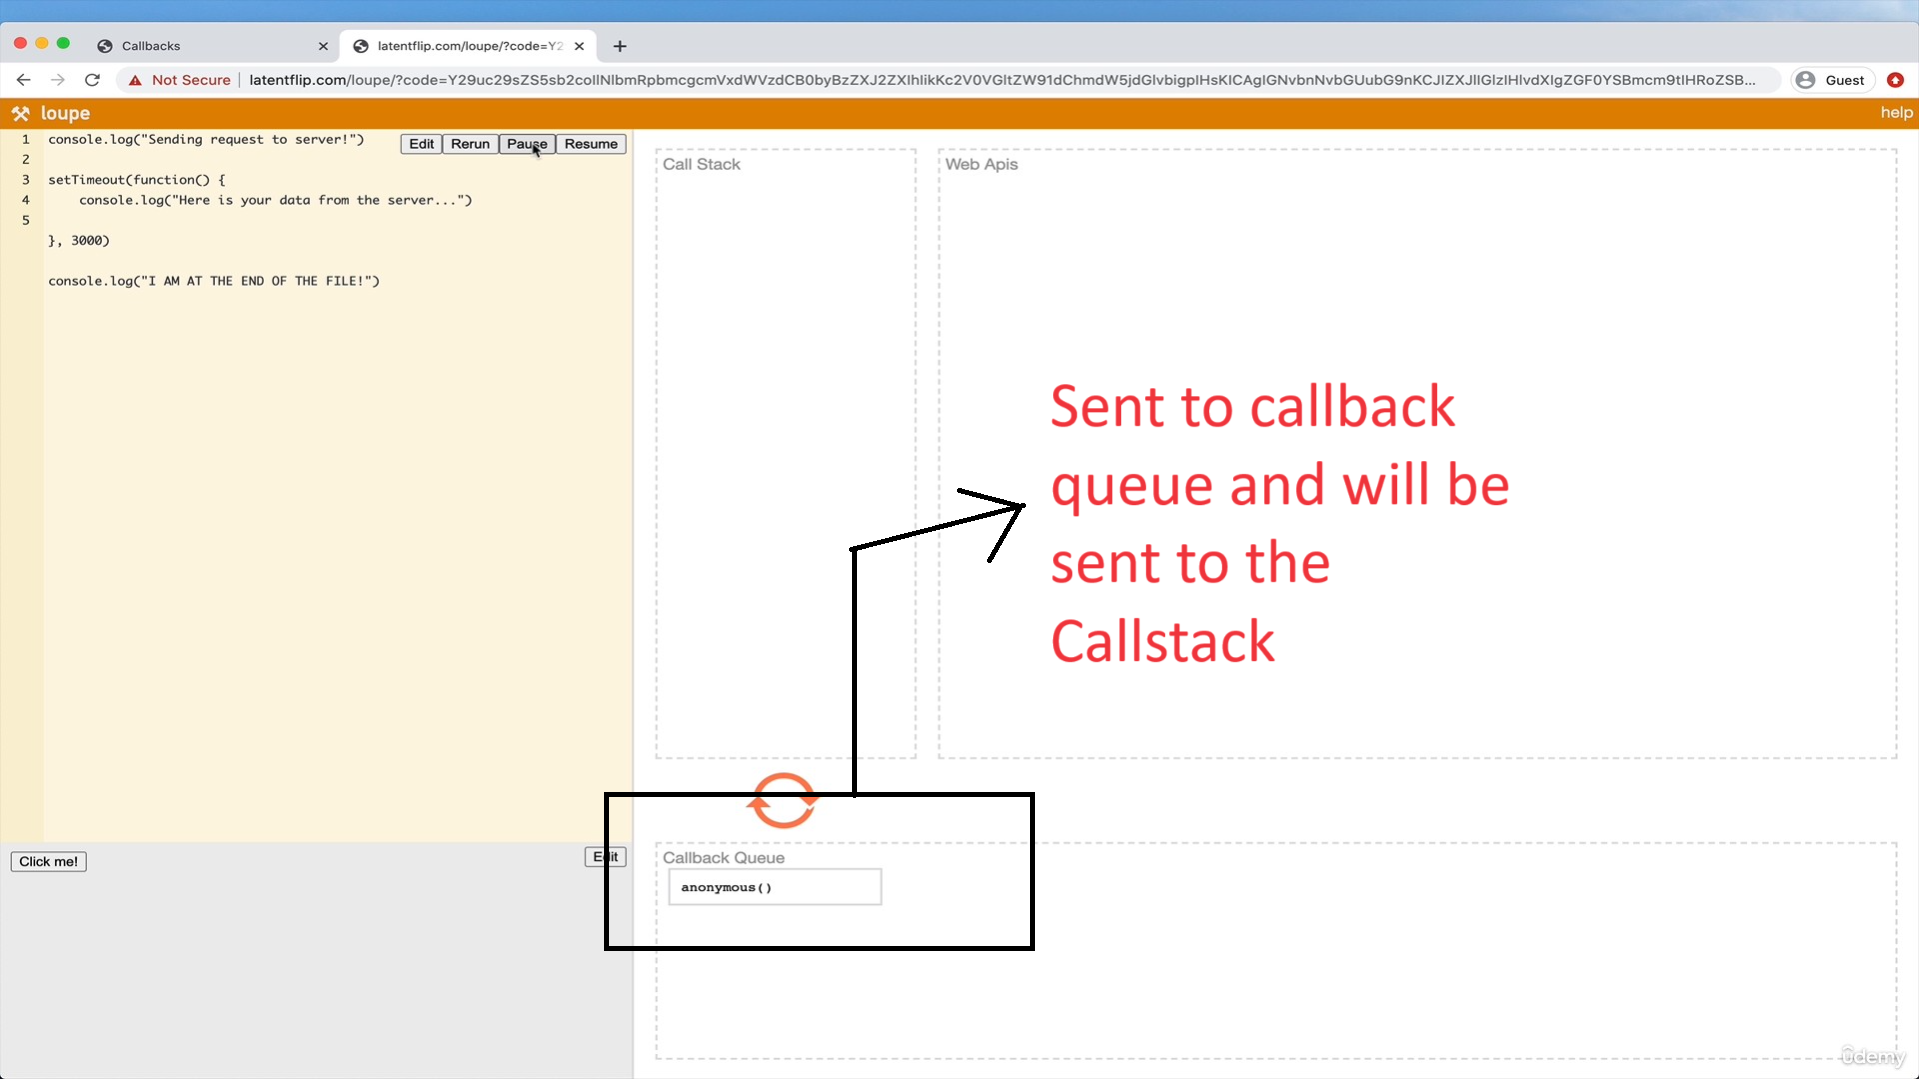 Callbacks
latentflip.com/loupe/?code=Y2
Not Secure
latentflip.com/loupe/?code=Y29uc29sZS5sb2coIlNlbmRpbmcgcmVxdWVzdCB0byBzZXJ2ZXIhIikKc2V0VGltZW91dChmdW5jdGlvbigpIHsKICAgIGNvbnNvbGUubG9nKCJIZXJlIGlzIHlvdXIgZGF0YSBmcm9tIHRoZSB...
Guest
loupe
help
1 console.log("Sending request to server!")
Edit Rerun Pause Resume
2
3 setTimeout(function() {
4 console.log("Here is your data from the server...")
5
}, 3000)
console.log("I AM AT THE END OF THE FILE!")
Call Stack
Web Apis
Sent to callback
queue and will be
sent to the
Callstack
Click me!
Edit
Callback Queue
anonymous()
ûdemy